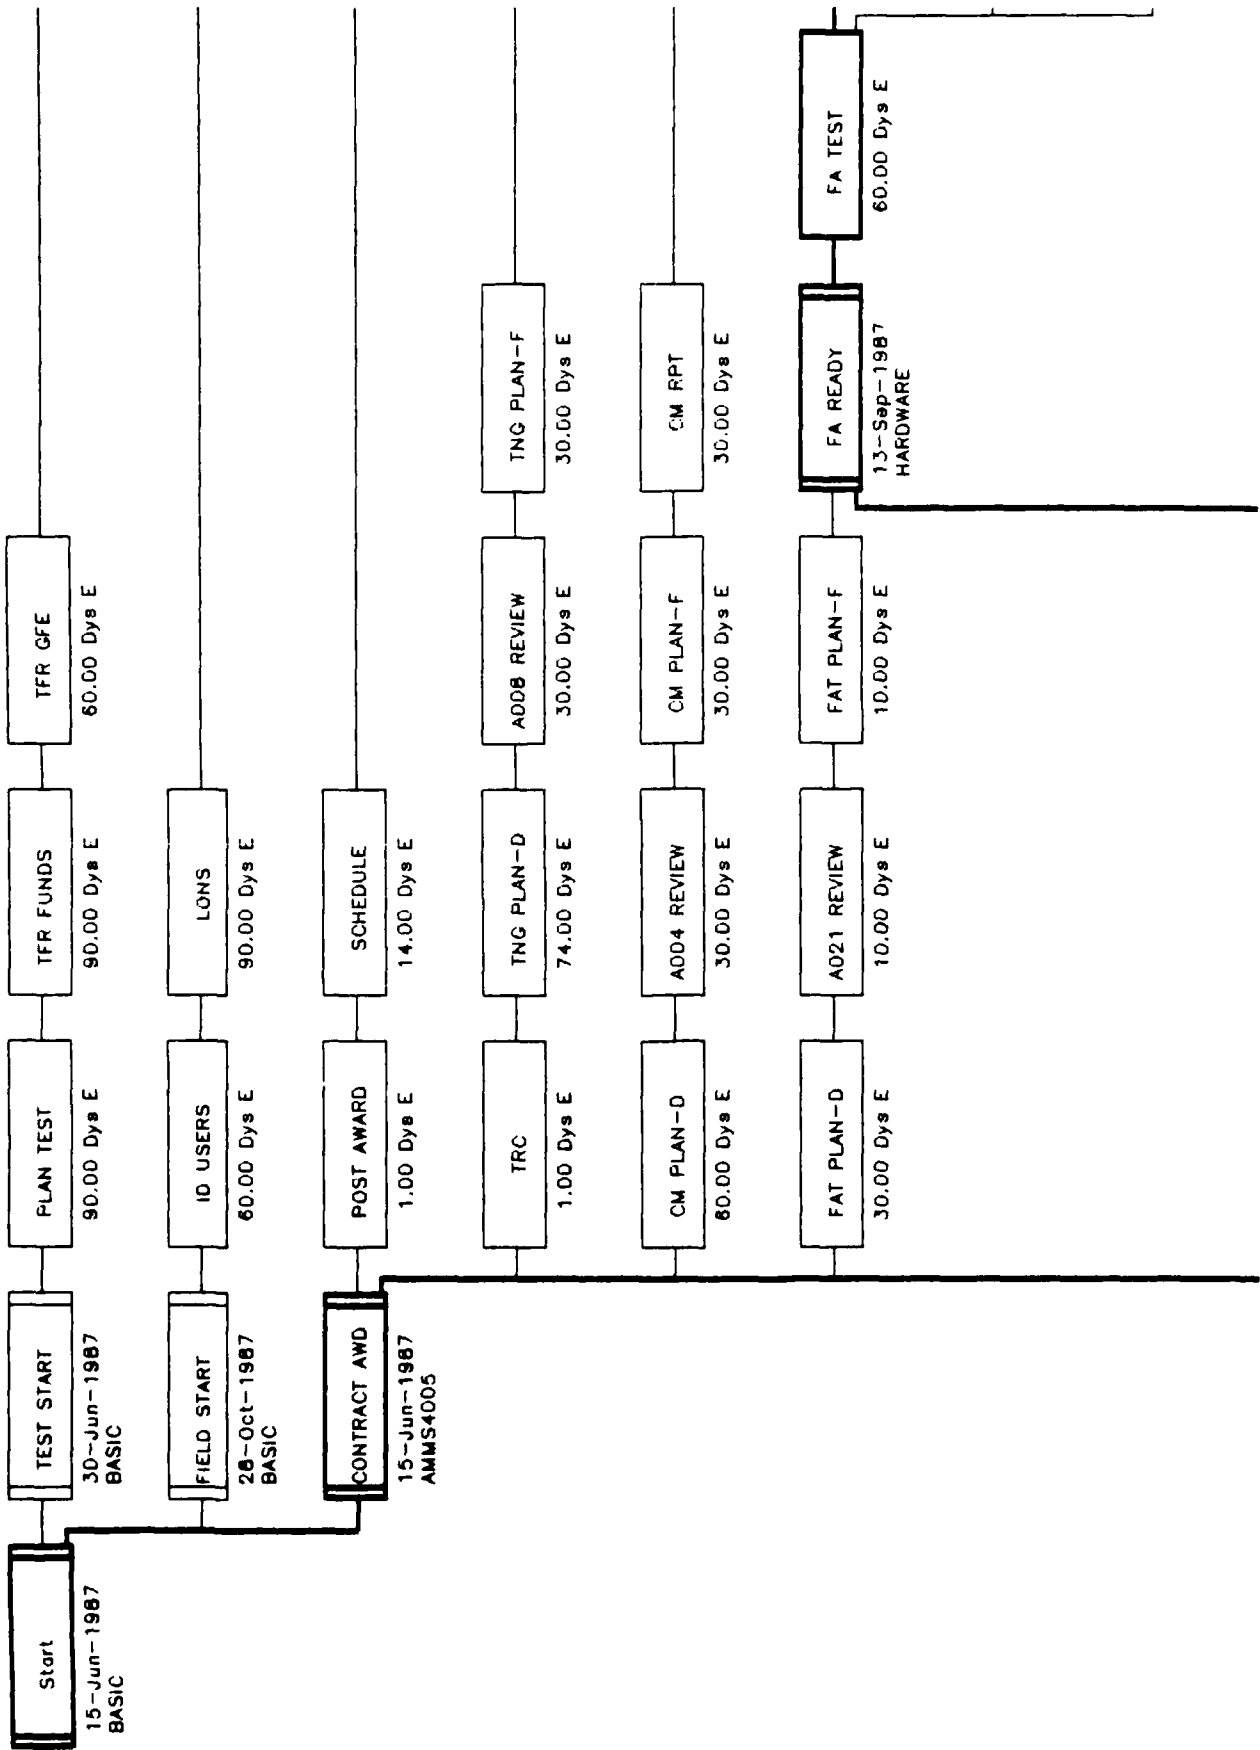 Start
15-Jun-1987
BASIC
TEST START
30-Jun-1987
BASIC
PLAN TEST
90.00 Dys E
TFR FUNDS
90.00 Dys E
TFR GFE
60.00 Dys E
FIELD START
28-Oct-1987
BASIC
ID USERS
60.00 Dys E
LONS
90.00 Dys E
CONTRACT AWD
15-Jun-1987
AMMS4005
POST AWARD
1.00 Dys E
SCHEDULE
14.00 Dys E
TRC
1.00 Dys E
TNG PLAN-D
74.00 Dys E
A008 REVIEW
30.00 Dys E
TNG PLAN-F
30.00 Dys E
CM PLAN-D
60.00 Dys E
A004 REVIEW
30.00 Dys E
CM PLAN-F
30.00 Dys E
CM RPT
30.00 Dys E
FAT PLAN-D
30.00 Dys E
A021 REVIEW
10.00 Dys E
FAT PLAN-F
10.00 Dys E
FA READY
13-Sep-1987
HARDWARE
FA TEST
60.00 Dys E